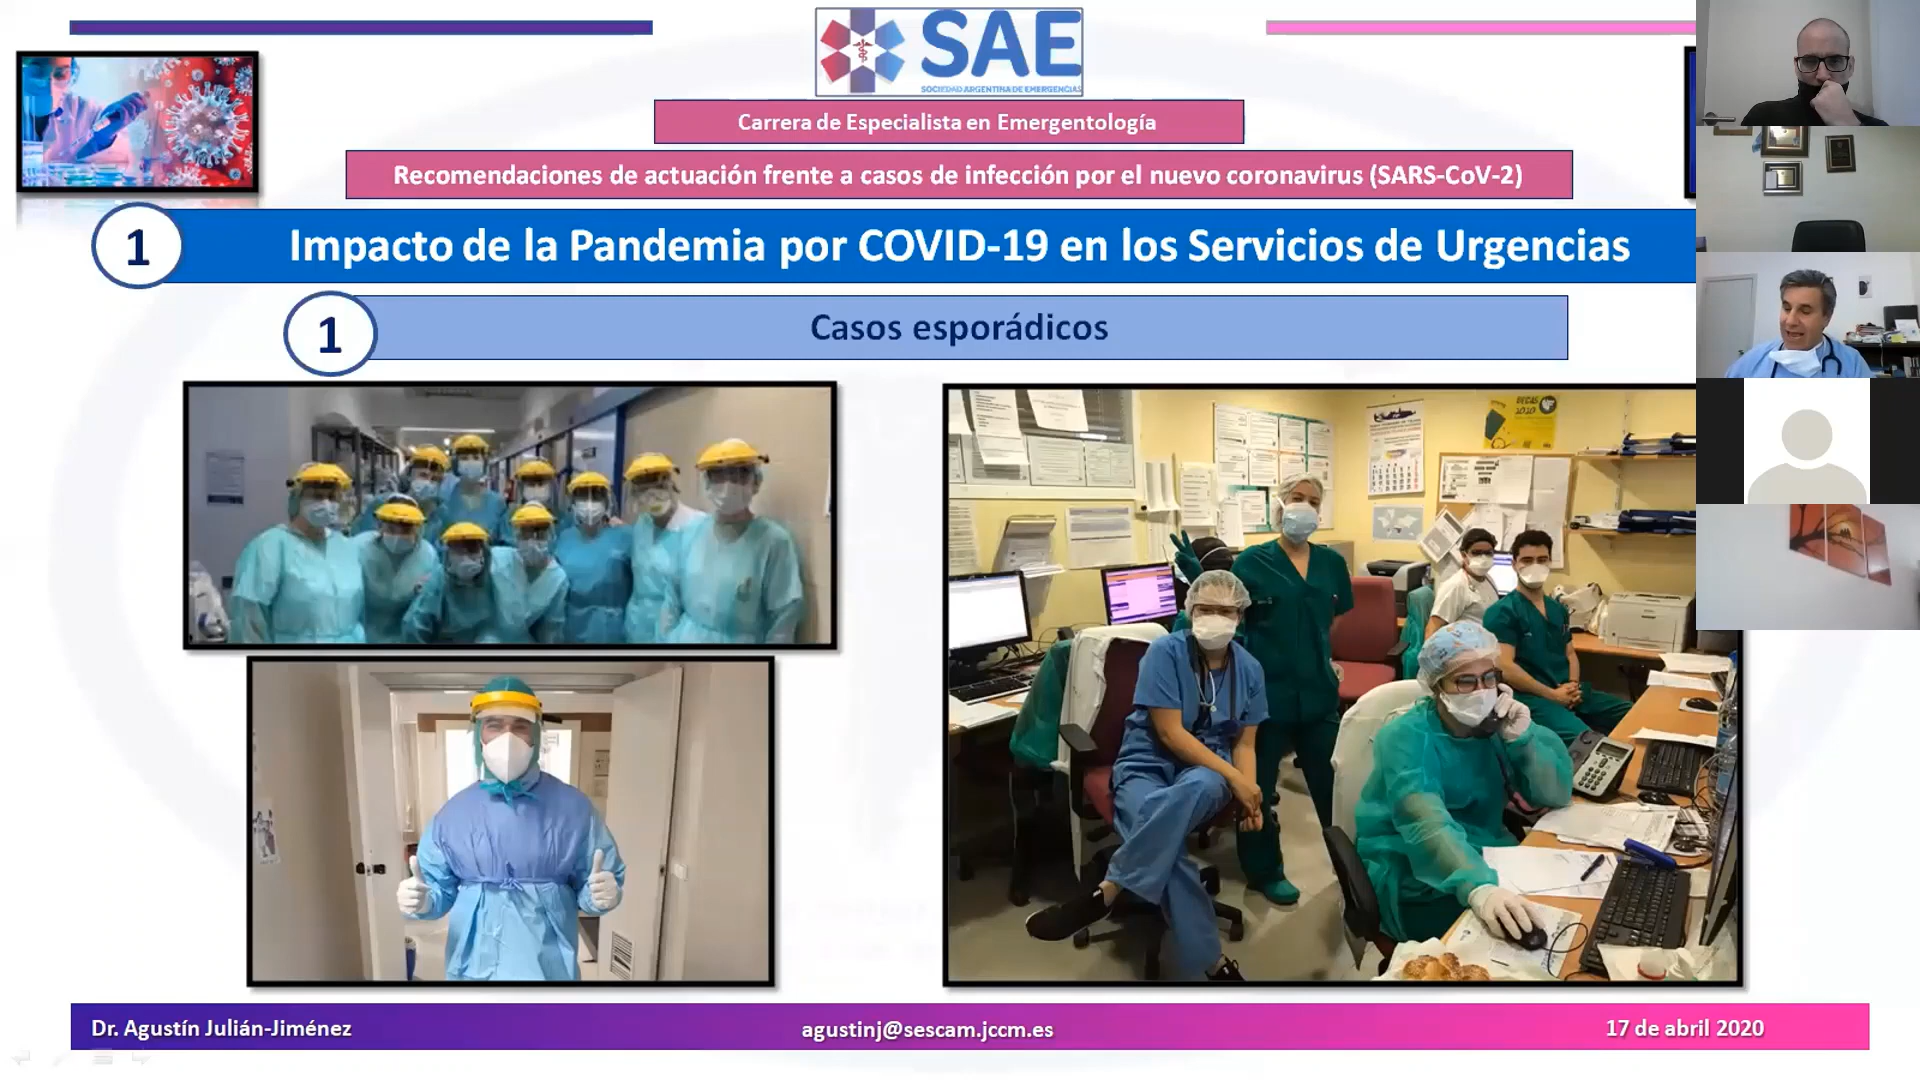 SAE
SOCIEDAD ARGENTINA DE EMERGENCIAS
Carrera de Especialista en Emergentología
Recomendaciones de actuación frente a casos de infección por el nuevo coronavirus (SARS-CoV-2)
1
Impacto de la Pandemia por COVID-19 en los Servicios de Urgencias
1
Casos esporádicos
2020
Dr. Agustín Julián-Jiménez
agustinj@sescam.jccm.es
17 de abril 2020